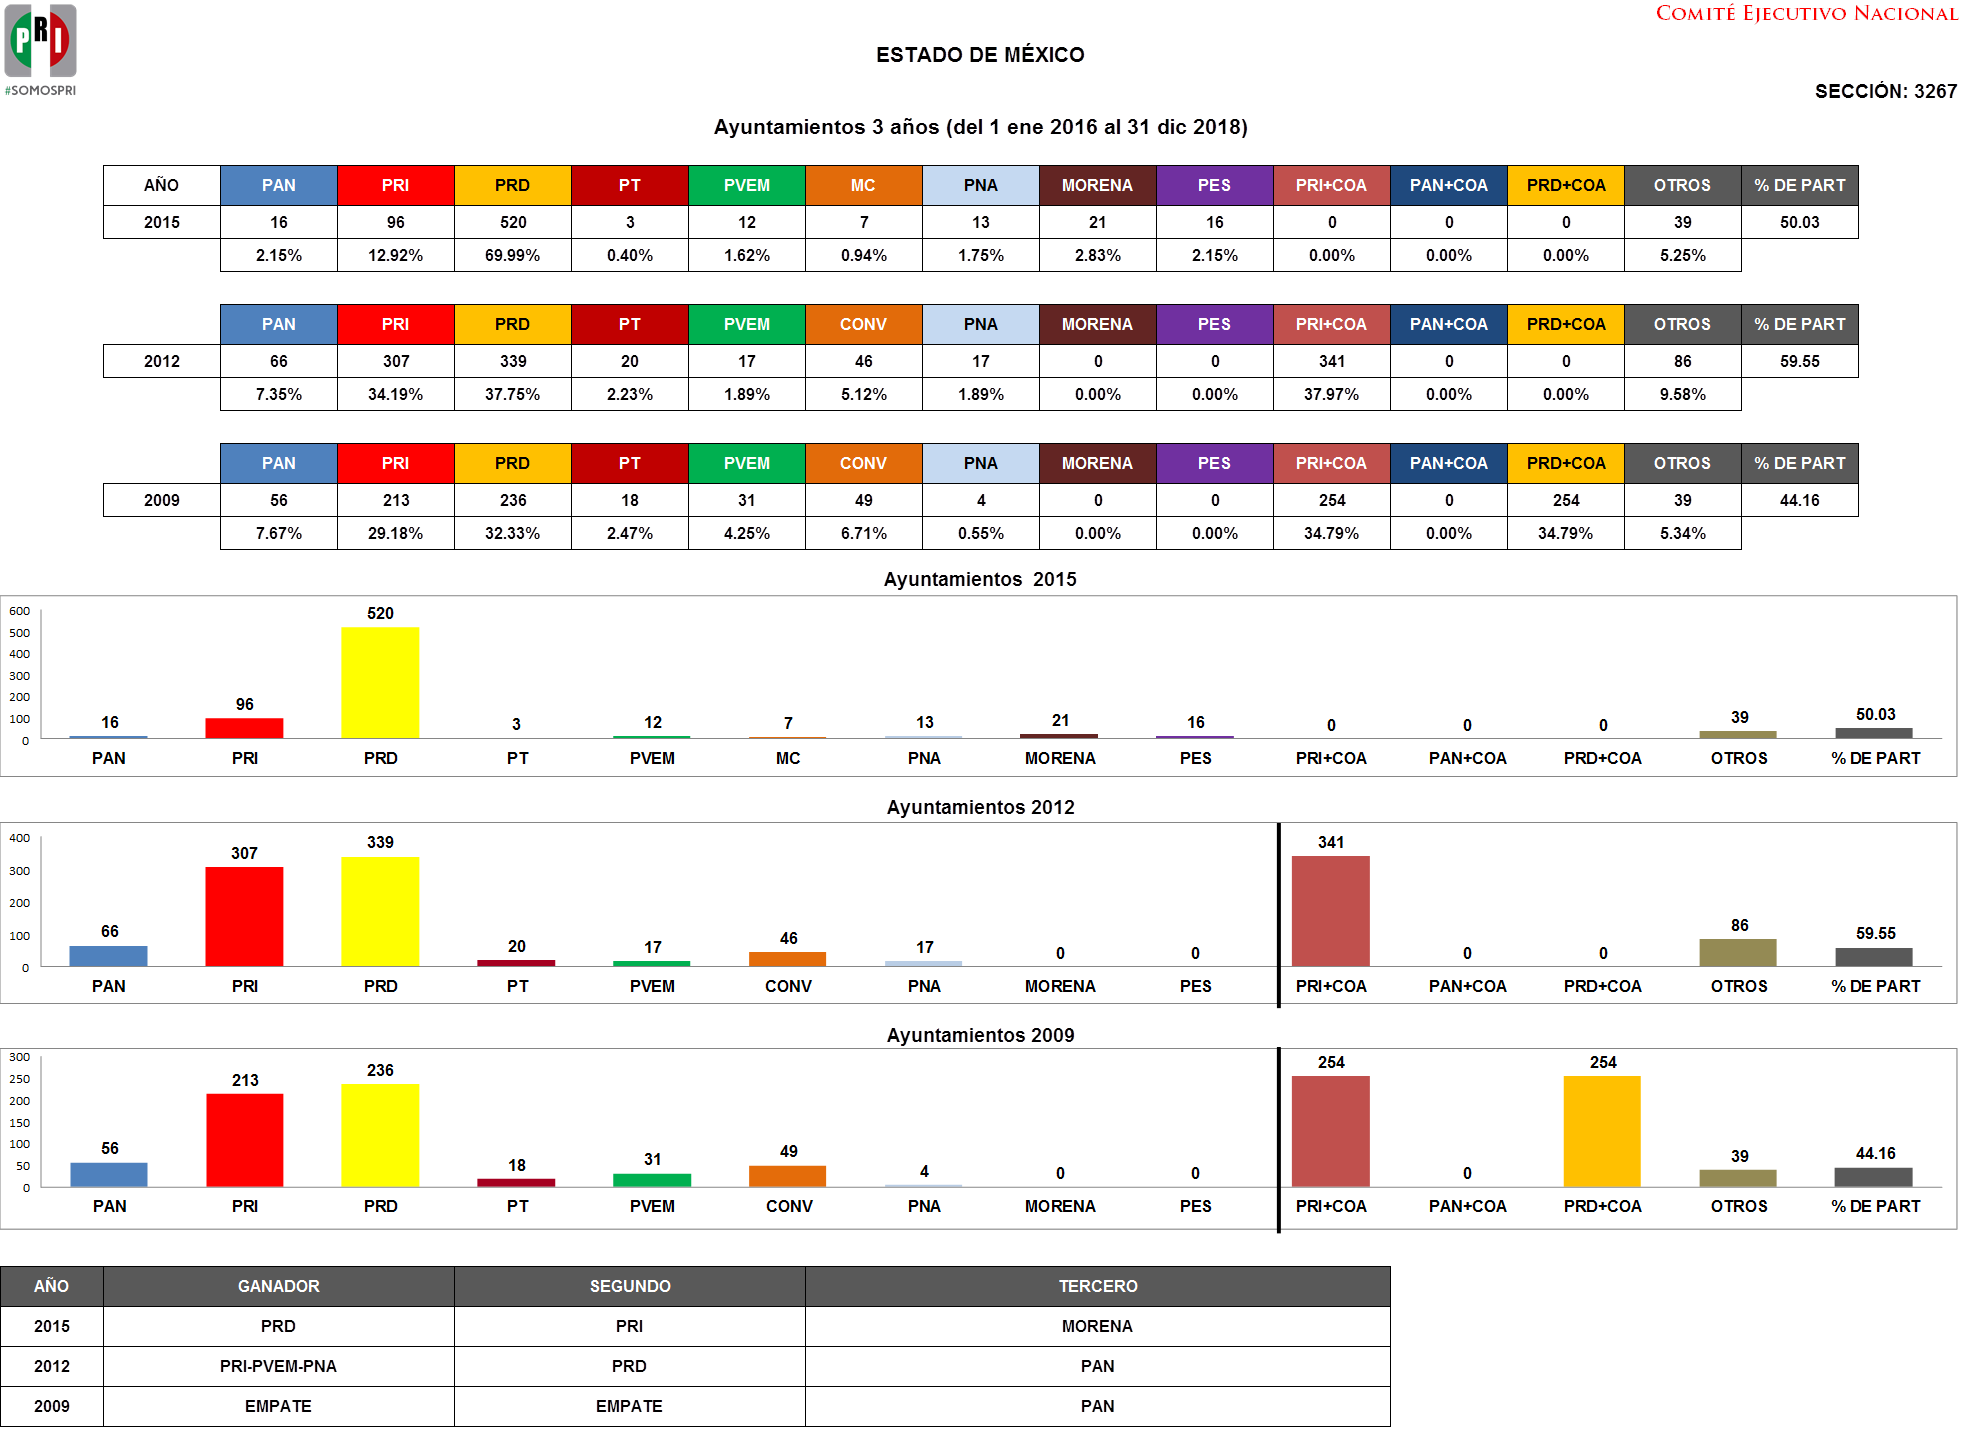 PRI
#SOMOSPRI
COMITÉ EJECUTIVO NACIONAL
ESTADO DE MÉXICO
SECCIÓN: 3267
Ayuntamientos 3 años (del 1 ene 2016 al 31 dic 2018)
AÑO PAN PRI PRD PT PVEM MC PNA MORENA PES PRI+COA PAN+COA PRD+COA OTROS % DE PART
2015 16 96 520 3 12 7 13 21 16 0 0 0 39 50.03
2.15% 12.92% 69.99% 0.40% 1.62% 0.94% 1.75% 2.83% 2.15% 0.00% 0.00% 0.00% 5.25%
PAN PRI PRD PT PVEM CONV PNA MORENA PES PRI+COA PAN+COA PRD+COA OTROS % DE PART
2012 66 307 339 20 17 46 17 0 0 341 0 0 86 59.55
7.35% 34.19% 37.75% 2.23% 1.89% 5.12% 1.89% 0.00% 0.00% 37.97% 0.00% 0.00% 9.58%
PAN PRI PRD PT PVEM CONV PNA MORENA PES PRI+COA PAN+COA PRD+COA OTROS % DE PART
2009 56 213 236 18 31 49 4 0 0 254 0 254 39 44.16
7.67% 29.18% 32.33% 2.47% 4.25% 6.71% 0.55% 0.00% 0.00% 34.79% 0.00% 34.79% 5.34%
Ayuntamientos 2015
600
500
400
300
200
100
0
16 96 520 3 12 7 13 21 16 0 0 0 39 50.03
PAN PRI PRD PT PVEM MC PNA MORENA PES PRI+COA PAN+COA PRD+COA OTROS % DE PART
Ayuntamientos 2012
400
300
200
100
0
66 307 339 20 17 46 17 0 0 341 0 0 86 59.55
PAN PRI PRD PT PVEM CONV PNA MORENA PES PRI+COA PAN+COA PRD+COA OTROS % DE PART
Ayuntamientos 2009
300
250
200
150
100
50
0
56 213 236 18 31 49 4 0 0 254 0 254 39 44.16
PAN PRI PRD PT PVEM CONV PNA MORENA PES PRI+COA PAN+COA PRD+COA OTROS % DE PART
AÑO GANADOR SEGUNDO TERCERO
2015 PRD PRI MORENA
2012 PRI-PVEM-PNA PRD PAN
2009 EMPATE EMPATE PAN